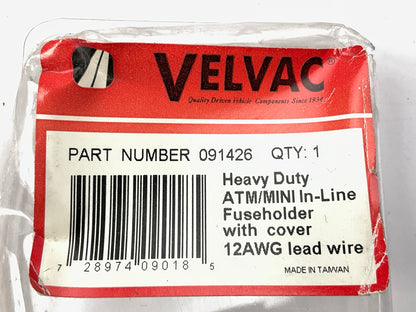 VELVAC®
Quality Driven Vehicle Components Since 1934
PART NUMBER 091426 QTY: 1
Heavy Duty
ATM/MINI In-Line
Fuseholder
with cover
12AWG lead wire
7 28974 09018 5
MADE IN TAIWAN